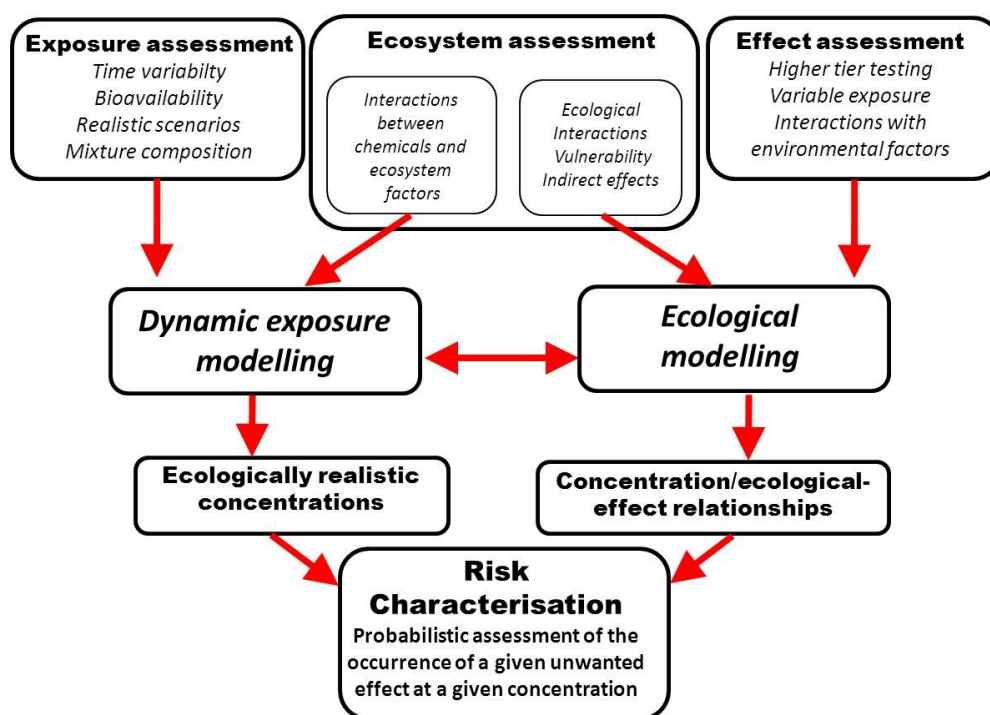 Exposure assessment
Time variabilty
Bioavailability
Realistic scenarios
Mixture composition
Ecosystem assessment
Interactions
between
chemicals and
ecosystem
factors
Ecological
Interactions
Vulnerability
Indirect effects
Effect assessment
Higher tier testing
Variable exposure
Interactions with
environmental factors
Dynamic exposure
modelling
Ecological
modelling
Ecologically realistic
concentrations
Concentration/ecological-
effect relationships
Risk
Characterisation
Probabilistic assessment of the
occurrence of a given unwanted
effect at a given concentration